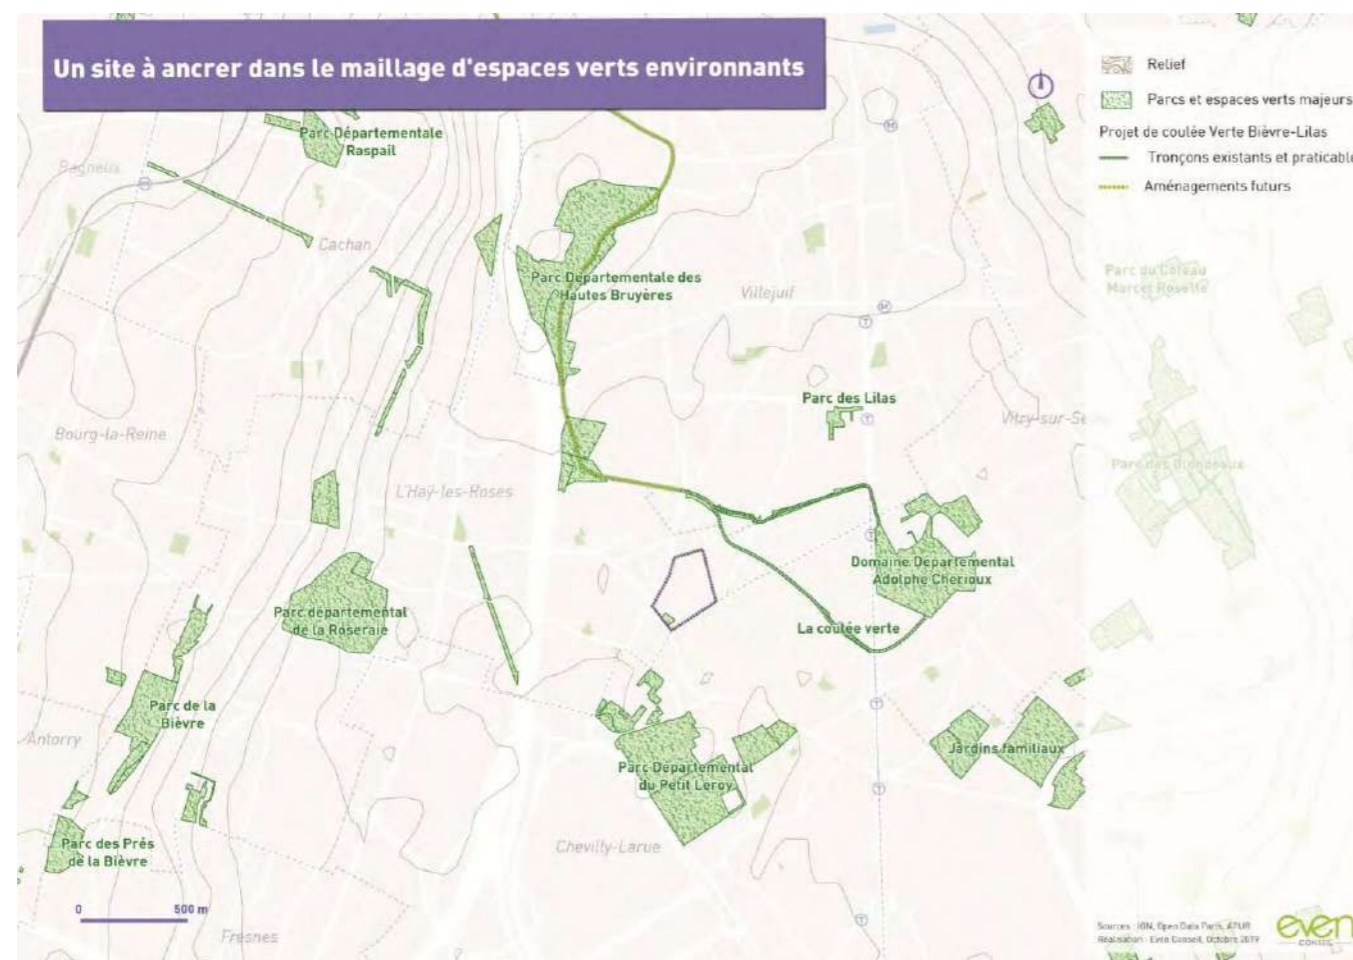 Un site à ancrer dans le maillage d'espaces verts environnants
Relief
Parcs et espaces verts majeurs
Projet de coulée Verte Bièvre-Lilas
Tronçons existants et praticable
Aménagements futurs
Parc Départementale
Raspail
Bagneux
M
M
Cachan
Parc Départementale des
Hautes Bruyères
Villejuif
Parc du Coteau
Marcel Rosette
M
T
Parc des Lilas
T
Vitry-sur-Se
Bourg-la-Reine
Parc des Blondeaux
L'Haÿ-les-Roses
T
Domaine Départemental
Adolphe Chérioux
Parc départemental
de la Roseraie
La coulée verte
Parc de la
Bièvre
T
Antorry
Jardins familiaux
Parc Départemental
du Petit Leroy
T
Parc des Prés
de la Bièvre
Chevilly-Larue
0 500 m
T
Fresnes
Sources : IGN, Open Data Paris, APUR
Réalisation : Even Conseil, Octobre 2019
even
CONSEIL